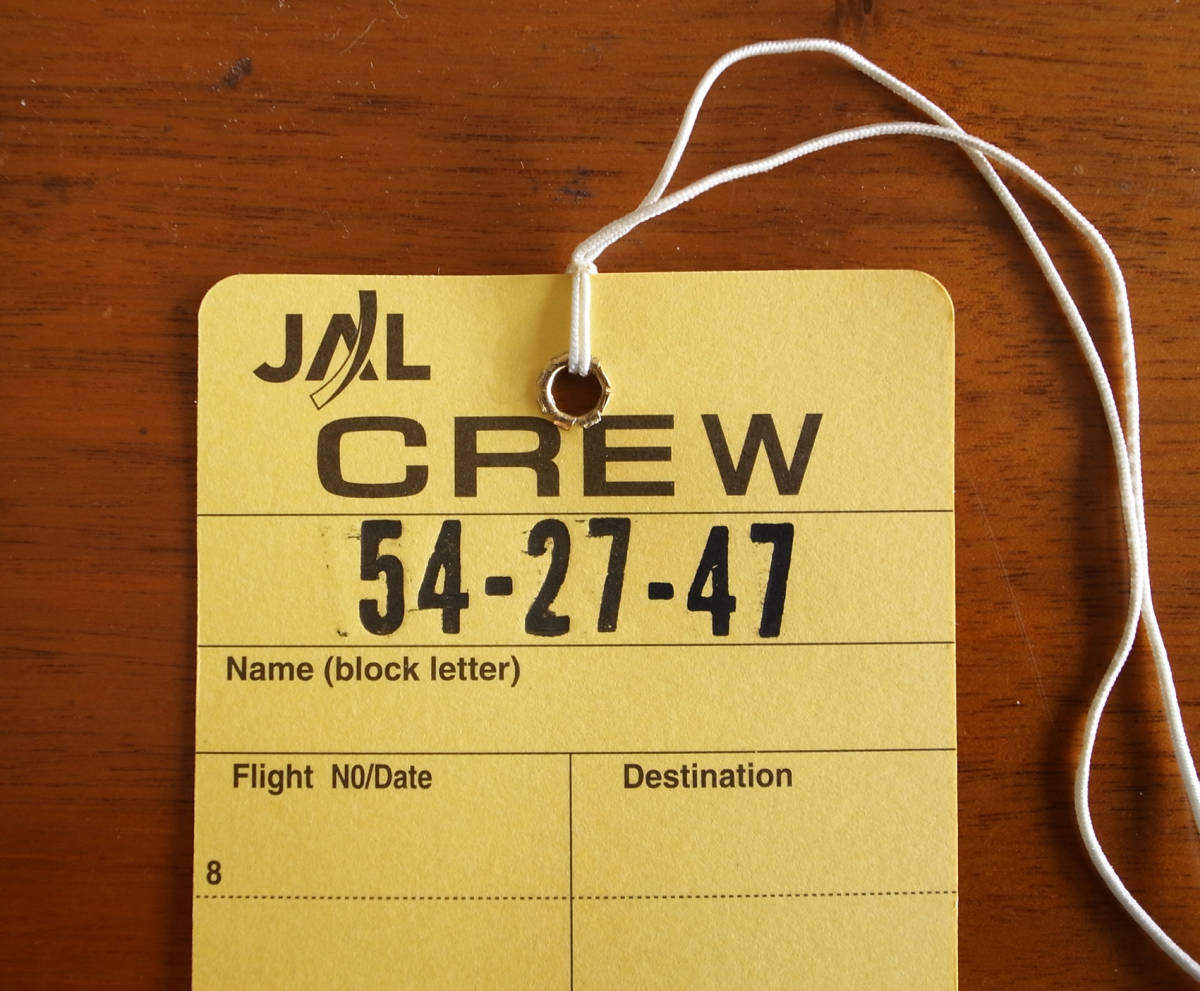 JAL
CREW
54-27-47
Name (block letter)
Flight N0/Date
Destination
8